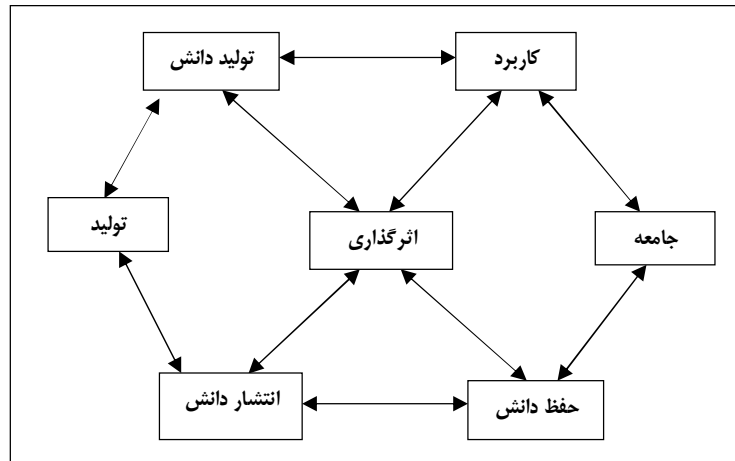 کاربرد
تولید دانش
جامعه
اثرگذاری
تولید
حفظ دانش
انتشار دانش